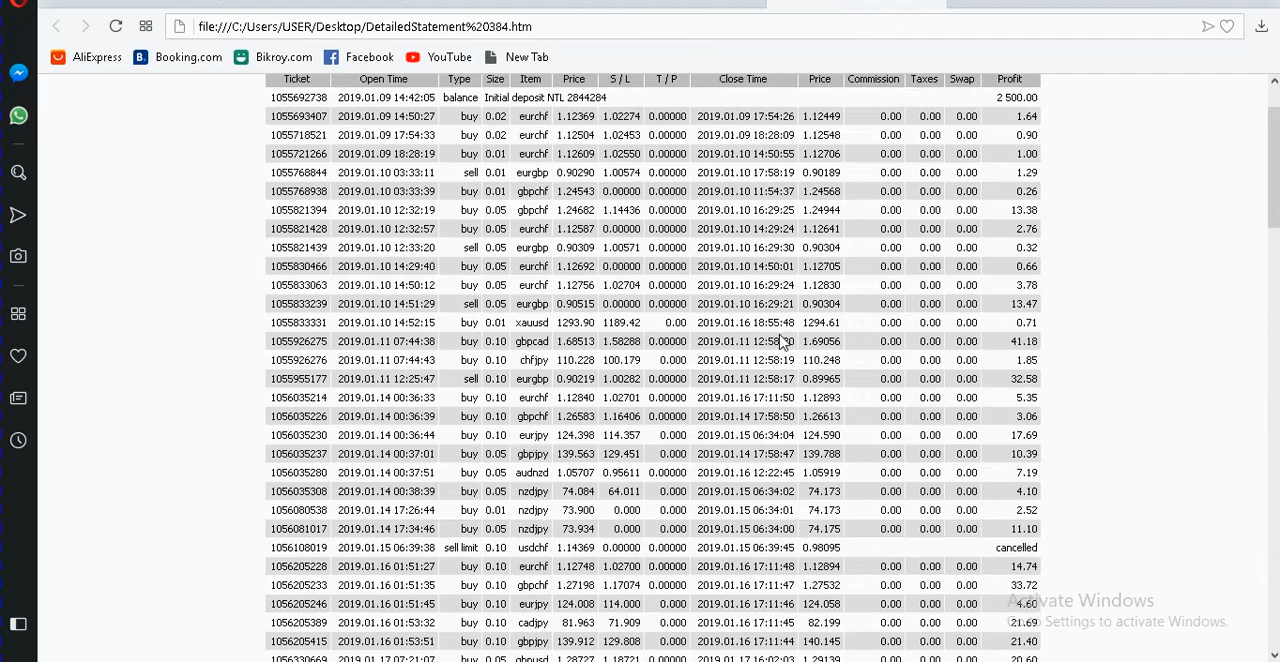 file:///C:/Users/USER/Desktop/DetailedStatement%20384.htm
AliExpress Booking.com Bikroy.com Facebook YouTube New Tab
Ticket Open Time Type Size Item Price S / L T / P Close Time Price Commission Taxes Swap Profit
1055692738 2019.01.09 14:42:05 balance Initial deposit NTL 2844284 2 500.00
1055693407 2019.01.09 14:50:27 buy 0.02 eurchf 1.12369 1.02274 0.00000 2019.01.09 17:54:26 1.12449 0.00 0.00 0.00 1.64
1055718521 2019.01.09 17:54:33 buy 0.02 eurchf 1.12504 1.02453 0.00000 2019.01.09 18:28:09 1.12548 0.00 0.00 0.00 0.90
1055721266 2019.01.09 18:28:19 buy 0.01 eurchf 1.12609 1.02550 0.00000 2019.01.10 14:50:55 1.12706 0.00 0.00 0.00 1.00
1055768844 2019.01.10 03:33:11 sell 0.01 eurgbp 0.90290 1.00574 0.00000 2019.01.10 17:58:19 0.90189 0.00 0.00 0.00 1.29
1055768938 2019.01.10 03:33:39 buy 0.01 gbpchf 1.24543 0.00000 0.00000 2019.01.10 11:54:37 1.24568 0.00 0.00 0.00 0.26
1055821394 2019.01.10 12:32:19 buy 0.05 gbpchf 1.24682 1.14436 0.00000 2019.01.10 16:29:25 1.24944 0.00 0.00 0.00 13.38
1055821428 2019.01.10 12:32:57 buy 0.05 eurchf 1.12587 0.00000 0.00000 2019.01.10 14:29:24 1.12641 0.00 0.00 0.00 2.76
1055821439 2019.01.10 12:33:20 sell 0.05 eurgbp 0.90309 1.00571 0.00000 2019.01.10 16:29:30 0.90304 0.00 0.00 0.00 0.32
1055830466 2019.01.10 14:29:40 buy 0.05 eurchf 1.12692 0.00000 0.00000 2019.01.10 14:50:01 1.12705 0.00 0.00 0.00 0.66
1055833063 2019.01.10 14:50:12 buy 0.05 eurchf 1.12756 1.02704 0.00000 2019.01.10 16:29:24 1.12830 0.00 0.00 0.00 3.78
1055833239 2019.01.10 14:51:29 sell 0.05 eurgbp 0.90515 0.00000 0.00000 2019.01.10 16:29:21 0.90304 0.00 0.00 0.00 13.47
1055833331 2019.01.10 14:52:15 buy 0.01 xauusd 1293.90 1189.42 0.00 2019.01.16 18:55:48 1294.61 0.00 0.00 0.00 0.71
1055926275 2019.01.11 07:44:38 buy 0.10 gbpcad 1.68513 1.58288 0.00000 2019.01.11 1.69056 0.00 0.00 0.00 41.18
1055926276 2019.01.11 07:44:43 buy 0.10 chfjpy 110.228 100.179 0.000 2019.01.11 12:58:19 110.248 0.00 0.00 0.00 1.85
1055955177 2019.01.11 12:25:47 sell 0.10 eurgbp 0.90219 1.00282 0.00000 2019.01.11 12:58:17 0.89965 0.00 0.00 0.00 32.58
1056035214 2019.01.14 00:36:33 buy 0.10 eurchf 1.12840 1.02701 0.00000 2019.01.16 17:11:50 1.12893 0.00 0.00 0.00 5.35
1056035226 2019.01.14 00:36:39 buy 0.10 gbpchf 1.26583 1.16406 0.00000 2019.01.14 17:58:50 1.26613 0.00 0.00 0.00 3.06
1056035230 2019.01.14 00:36:44 buy 0.10 eurjpy 124.398 114.357 0.000 2019.01.15 06:34:04 124.590 0.00 0.00 0.00 17.69
1056035237 2019.01.14 00:37:01 buy 0.05 gbpjpy 139.563 129.451 0.000 2019.01.14 17:58:47 139.788 0.00 0.00 0.00 10.39
1056035280 2019.01.14 00:37:51 buy 0.05 audnzd 1.05707 0.95611 0.00000 2019.01.16 12:22:45 1.05919 0.00 0.00 0.00 7.19
1056035308 2019.01.14 00:38:39 buy 0.05 nzdjpy 74.084 64.011 0.000 2019.01.15 06:34:02 74.173 0.00 0.00 0.00 4.10
1056080538 2019.01.14 17:26:44 buy 0.01 nzdjpy 73.900 0.000 0.000 2019.01.15 06:34:01 74.173 0.00 0.00 0.00 2.52
1056081017 2019.01.14 17:34:46 buy 0.05 nzdjpy 73.934 0.000 0.000 2019.01.15 06:34:00 74.175 0.00 0.00 0.00 11.10
1056108019 2019.01.15 06:39:38 sell limit 0.10 usdchf 1.14369 0.00000 0.00000 2019.01.15 06:39:45 0.98095 cancelled
1056205228 2019.01.16 01:51:27 buy 0.10 eurchf 1.12748 1.02700 0.00000 2019.01.16 17:11:48 1.12894 0.00 0.00 0.00 14.74
1056205233 2019.01.16 01:51:35 buy 0.10 gbpchf 1.27198 1.17074 0.00000 2019.01.16 17:11:47 1.27532 0.00 0.00 0.00 33.72
1056205246 2019.01.16 01:51:45 buy 0.10 eurjpy 124.008 114.000 0.000 2019.01.16 17:11:46 124.058 0.00 0.00 0.00 4.60
1056205389 2019.01.16 01:53:32 buy 0.10 cadjpy 81.963 71.909 0.000 2019.01.16 17:11:45 82.199 0.00 0.00 0.00 21.69
1056205415 2019.01.16 01:53:51 buy 0.10 gbpjpy 139.912 129.808 0.000 2019.01.16 17:11:44 140.145 0.00 0.00 0.00 21.40
1056330669 2019.01.17 07:21:07 buy 0.05 gbpusd 1.28727 1.18721 0.00000 2019.01.17 16:02:03 1.29139 0.00 0.00 0.00 20.60
Activate Windows
Go to Settings to activate Windows.